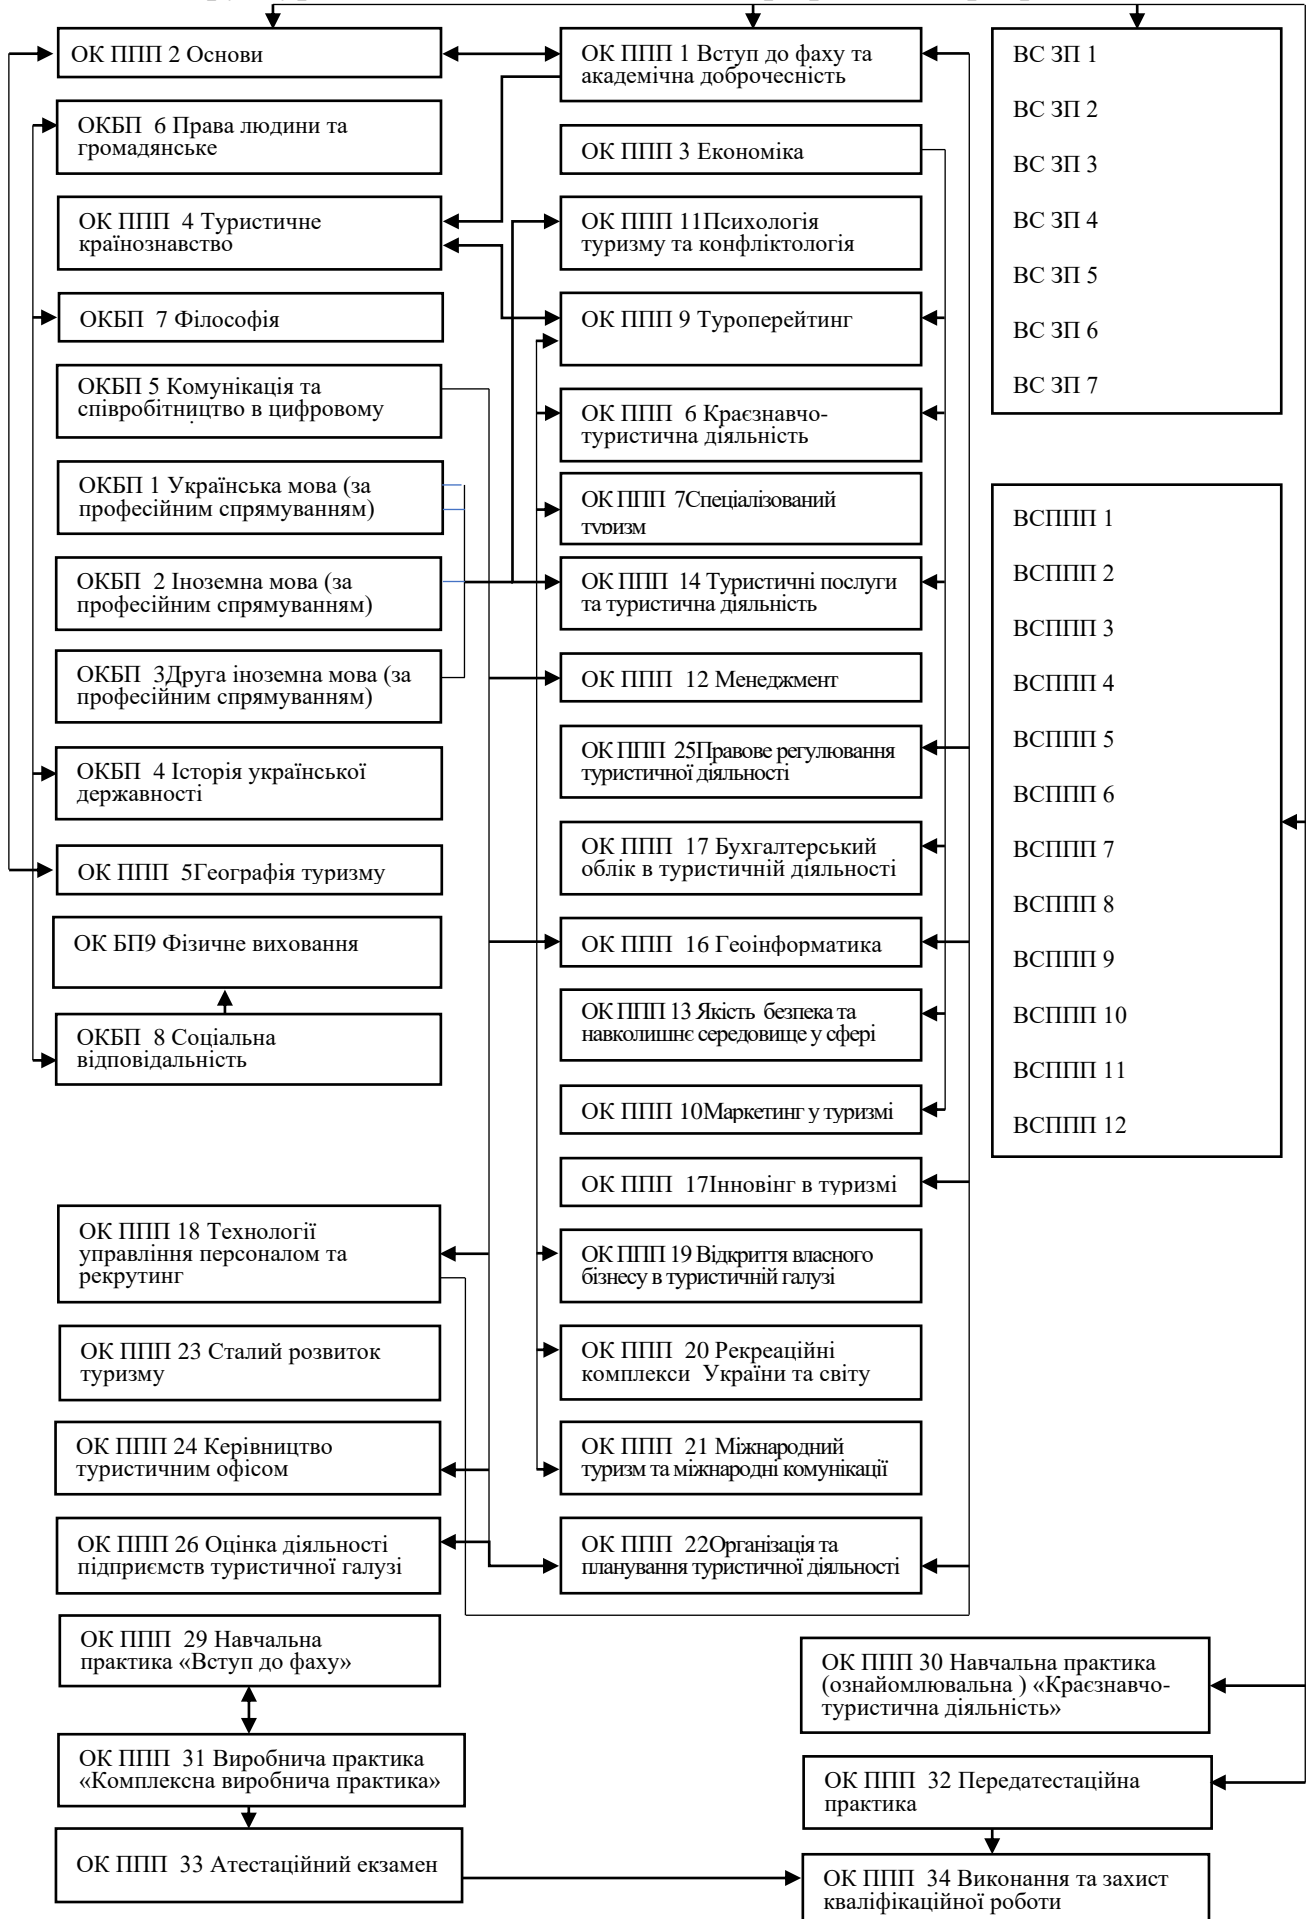 ОК ППП 2 Основи
ОКБП 6 Права людини та
громадянське
ОК ППП 4 Туристичне
країнознавство
ОКБП 7 Філософія
ОКБП 5 Комунікація та
співробітництво в цифровому
ОКБП 1 Українська мова (за
професійним спрямуванням)
ОКБП 2 Іноземна мова (за
професійним спрямуванням)
ОКБП 3Друга іноземна мова (за
професійним спрямуванням)
ОКБП 4 Історія української
державності
ОК ППП 5Географія туризму
ОК БП9 Фізичне виховання
ОКБП 8 Соціальна
відповідальність
ОК ППП 18 Технології
управління персоналом та
рекрутинг
ОК ППП 23 Сталий розвиток
туризму
ОК ППП 24 Керівництво
туристичним офісом
ОК ППП 26 Оцінка діяльності
підприємств туристичної галузі
ОК ППП 29 Навчальна
практика «Вступ до фаху»
ОК ППП 31 Виробнича практика
«Комплексна виробнича практика»
ОК ППП 33 Атестаційний екзамен
ОК ППП 1 Вступ до фаху та
академічна доброчесність
ОК ППП 3 Економіка
ОК ППП 11Психологія
туризму та конфліктологія
ОК ППП 9 Туроперейтинг
ОК ППП 6 Краєзнавчо-
туристична діяльність
ОК ППП 7Спеціалізований
туризм
ОК ППП 14 Туристичні послуги
та туристична діяльність
ОК ППП 12 Менеджмент
ОК ППП 25Правове регулювання
туристичної діяльності
ОК ППП 17 Бухгалтерський
облік в туристичній діяльності
ОК ППП 16 Геоінформатика
ОК ППП 13 Якість безпека та
навколишнє середовище у сфері
ОК ППП 10Маркетинг у туризмі
ОК ППП 17Інновінг в туризмі
ОК ППП 19 Відкриття власного
бізнесу в туристичній галузі
ОК ППП 20 Рекреаційні
комплекси України та світу
ОК ППП 21 Міжнародний
туризм та міжнародні комунікації
ОК ППП 22Організація та
планування туристичної діяльності
ВС ЗП 1
ВС ЗП 2
ВС ЗП 3
ВС ЗП 4
ВС ЗП 5
ВС ЗП 6
ВС ЗП 7
ВСППП 1
ВСППП 2
ВСППП 3
ВСППП 4
ВСППП 5
ВСППП 6
ВСППП 7
ВСППП 8
ВСППП 9
ВСППП 10
ВСППП 11
ВСППП 12
ОК ППП 30 Навчальна практика
(ознайомлювальна ) «Краєзнавчо-
туристична діяльність»
ОК ППП 32 Передатестаційна
практика
ОК ППП 34 Виконання та захист
кваліфікаційної роботи